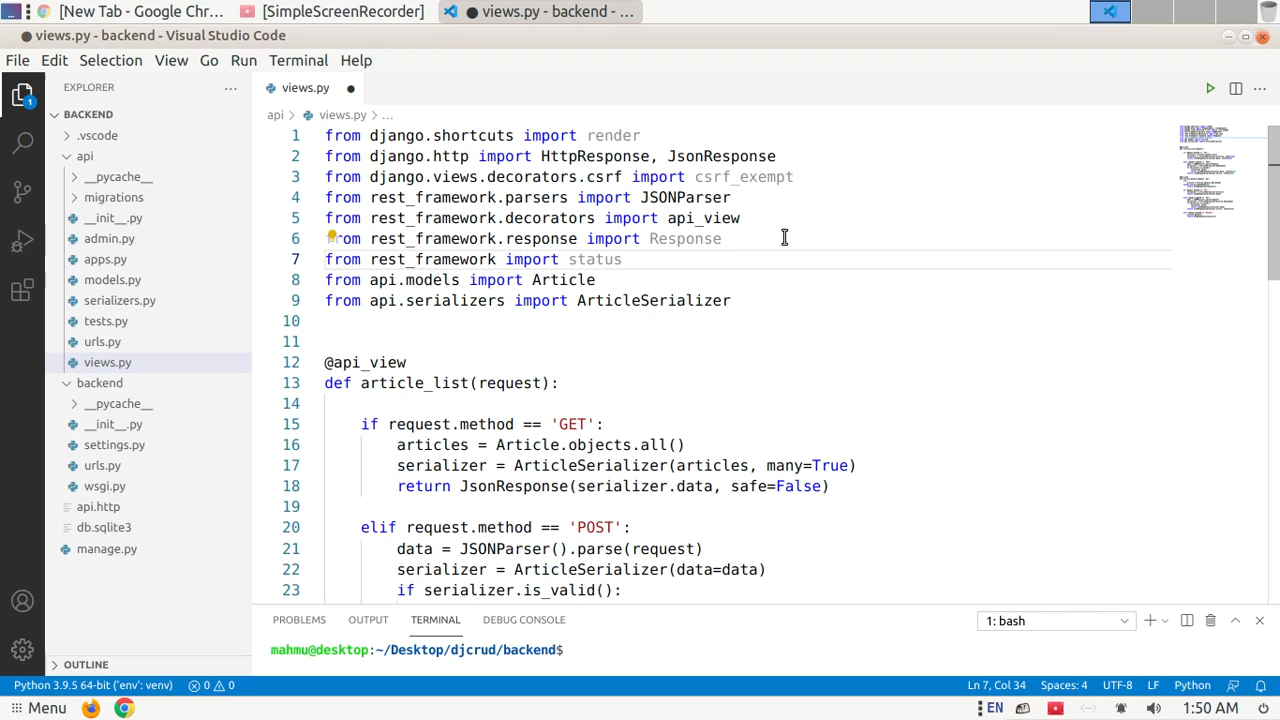 [New Tab - Google Chr... [SimpleScreenRecorder] ● views.py - backend - ...
● views.py - backend - Visual Studio Code
File Edit Selection View Go Run Terminal Help
EXPLORER ... views.py ●
1
BACKEND
.vscode
api
__pycache__
migrations
__init__.py
admin.py
apps.py
models.py
serializers.py
tests.py
urls.py
views.py
backend
__pycache__
__init__.py
settings.py
urls.py
wsgi.py
api.http
db.sqlite3
manage.py
OUTLINE
api > views.py > ...
1 from django.shortcuts import render
2 from django.http import HttpResponse, JsonResponse
3 from django.views.decorators.csrf import csrf_exempt
4 from rest_framework.parsers import JSONParser
5 from rest_framework.decorators import api_view
6 from rest_framework.response import Response
7 from rest_framework import status
8 from api.models import Article
9 from api.serializers import ArticleSerializer
10
11
12 @api_view
13 def article_list(request):
14
15 if request.method == 'GET':
16 articles = Article.objects.all()
17 serializer = ArticleSerializer(articles, many=True)
18 return JsonResponse(serializer.data, safe=False)
19
20 elif request.method == 'POST':
21 data = JSONParser().parse(request)
22 serializer = ArticleSerializer(data=data)
23 if serializer.is_valid():
PROBLEMS OUTPUT TERMINAL DEBUG CONSOLE 1: bash
mahmu@desktop:~/Desktop/djcrud/backend$
Python 3.9.5 64-bit ('env': venv) 0 0 Ln 7, Col 34 Spaces: 4 UTF-8 LF Python
Menu EN 1:50 AM